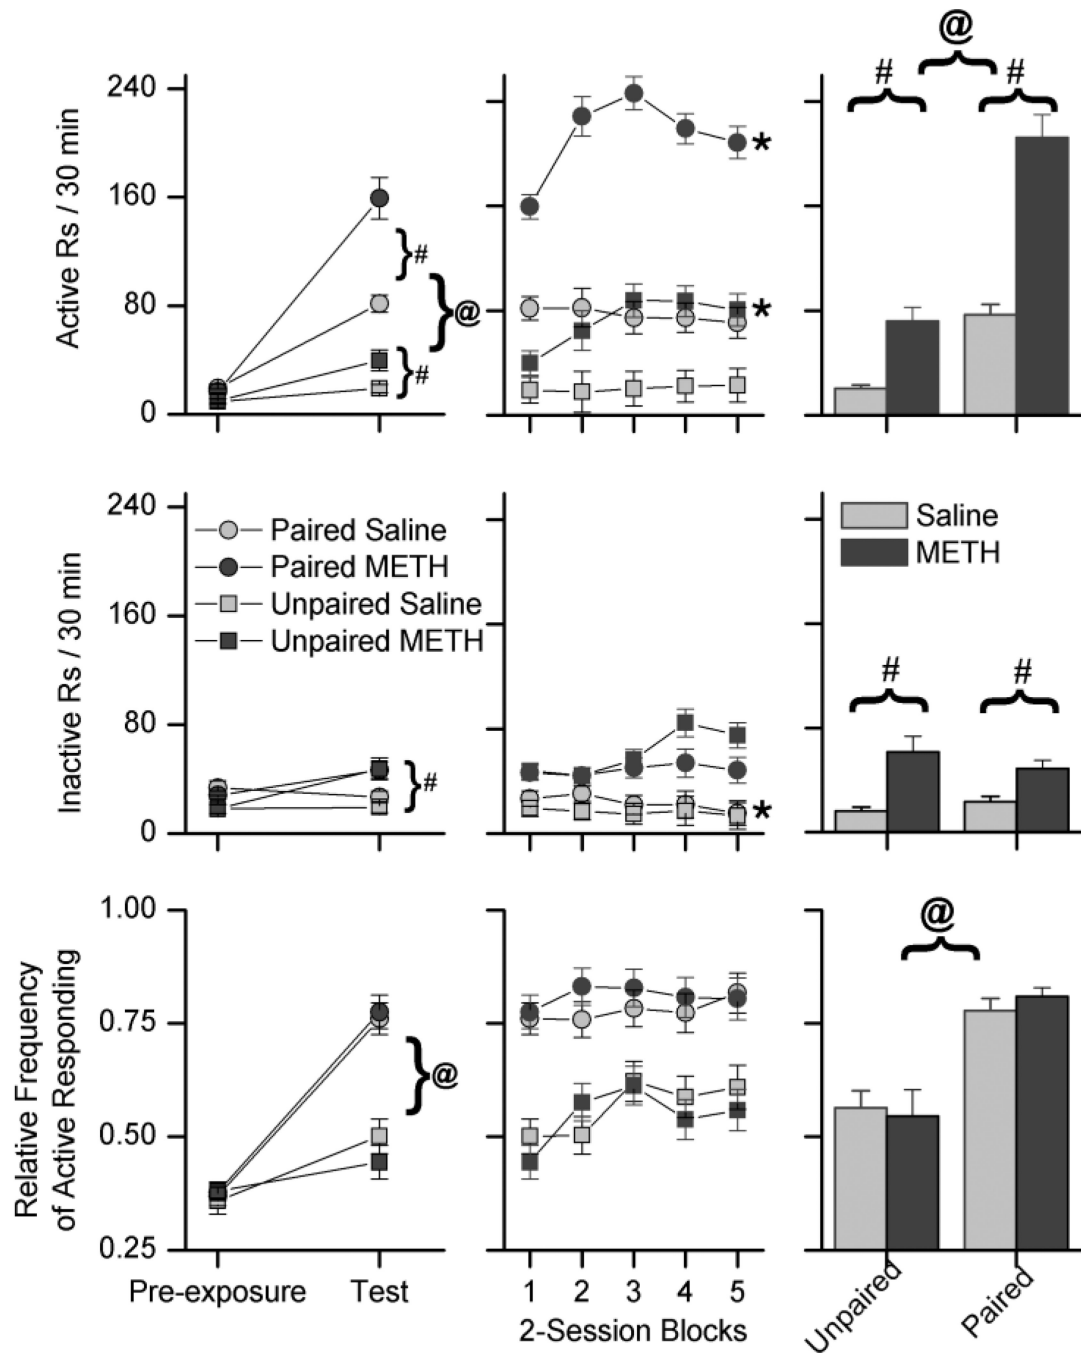 @
# #
240
160
80
0
Active Rs / 30 min
#
@
#
*
*
240
160
80
0
Inactive Rs / 30 min
Paired Saline
Paired METH
Unpaired Saline
Unpaired METH
#
*
Saline
METH
# #
1.00
0.75
0.50
0.25
Relative Frequency
of Active Responding
@
@
Pre-exposure Test
1 2 3 4 5
2-Session Blocks
Unpaired
Paired